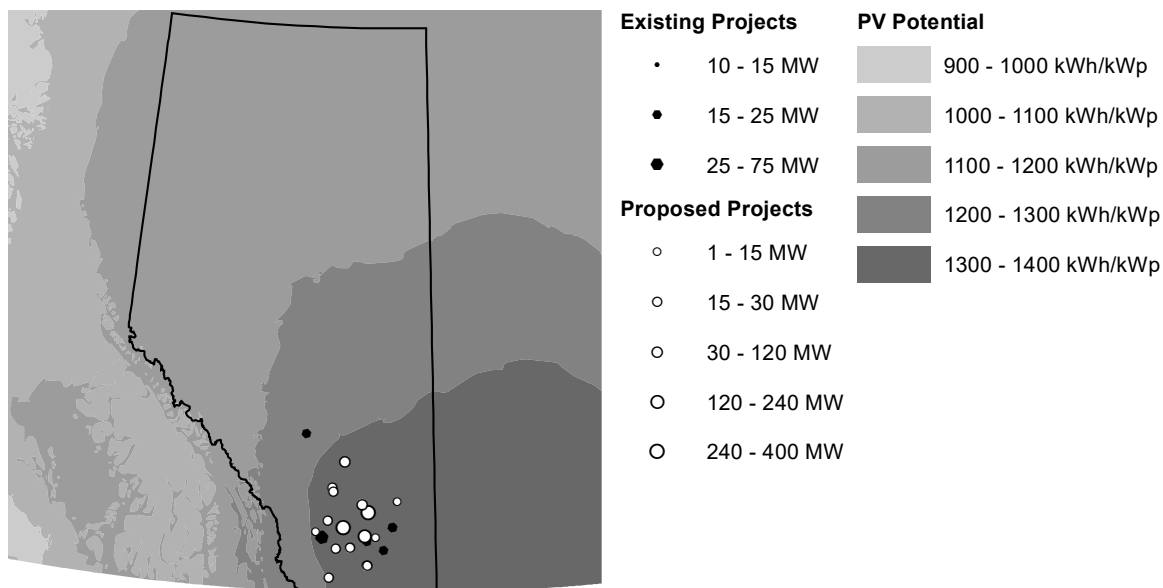 Existing Projects
10 - 15 MW
15 - 25 MW
25 - 75 MW
Proposed Projects
1 - 15 MW
15 - 30 MW
30 - 120 MW
120 - 240 MW
240 - 400 MW
PV Potential
900 - 1000 kWh/kWp
1000 - 1100 kWh/kWp
1100 - 1200 kWh/kWp
1200 - 1300 kWh/kWp
1300 - 1400 kWh/kWp